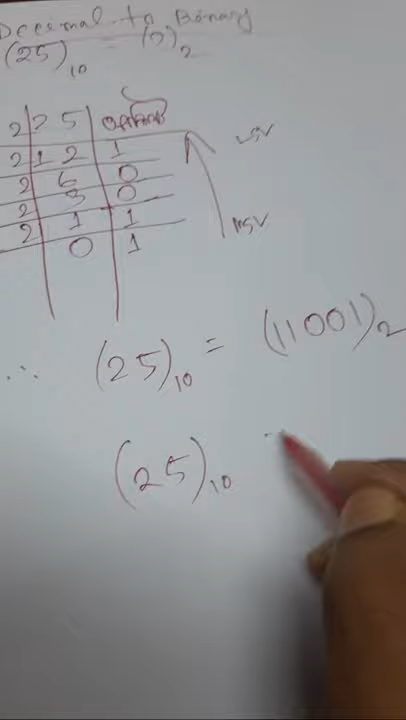 Decimal to Binary
(25)10 = (?)2
2 25
2 12 1
2 6 0
2 3 0
2 1 1
0 1
LSV
MSV
∴ (25)10 = (11001)2
(25)10